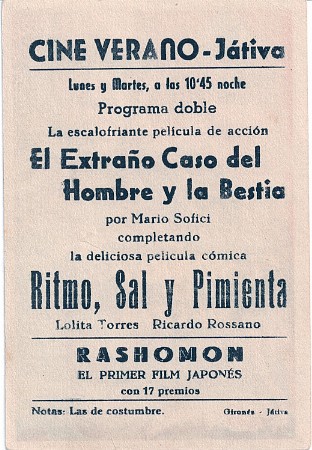 CINE VERANO - Játiva
Lunes y Martes, a las 10'45 noche
Programa doble
La escalofriante película de acción
El Extraño Caso del
Hombre y la Bestia
por Mario Sofici
completando
la deliciosa película cómica
Ritmo, Sal y Pimienta
Lolita Torres Ricardo Rossano
RASHOMON
EL PRIMER FILM JAPONÉS
con 17 premios
Notas: Las de costumbre. Gironés - Játiva